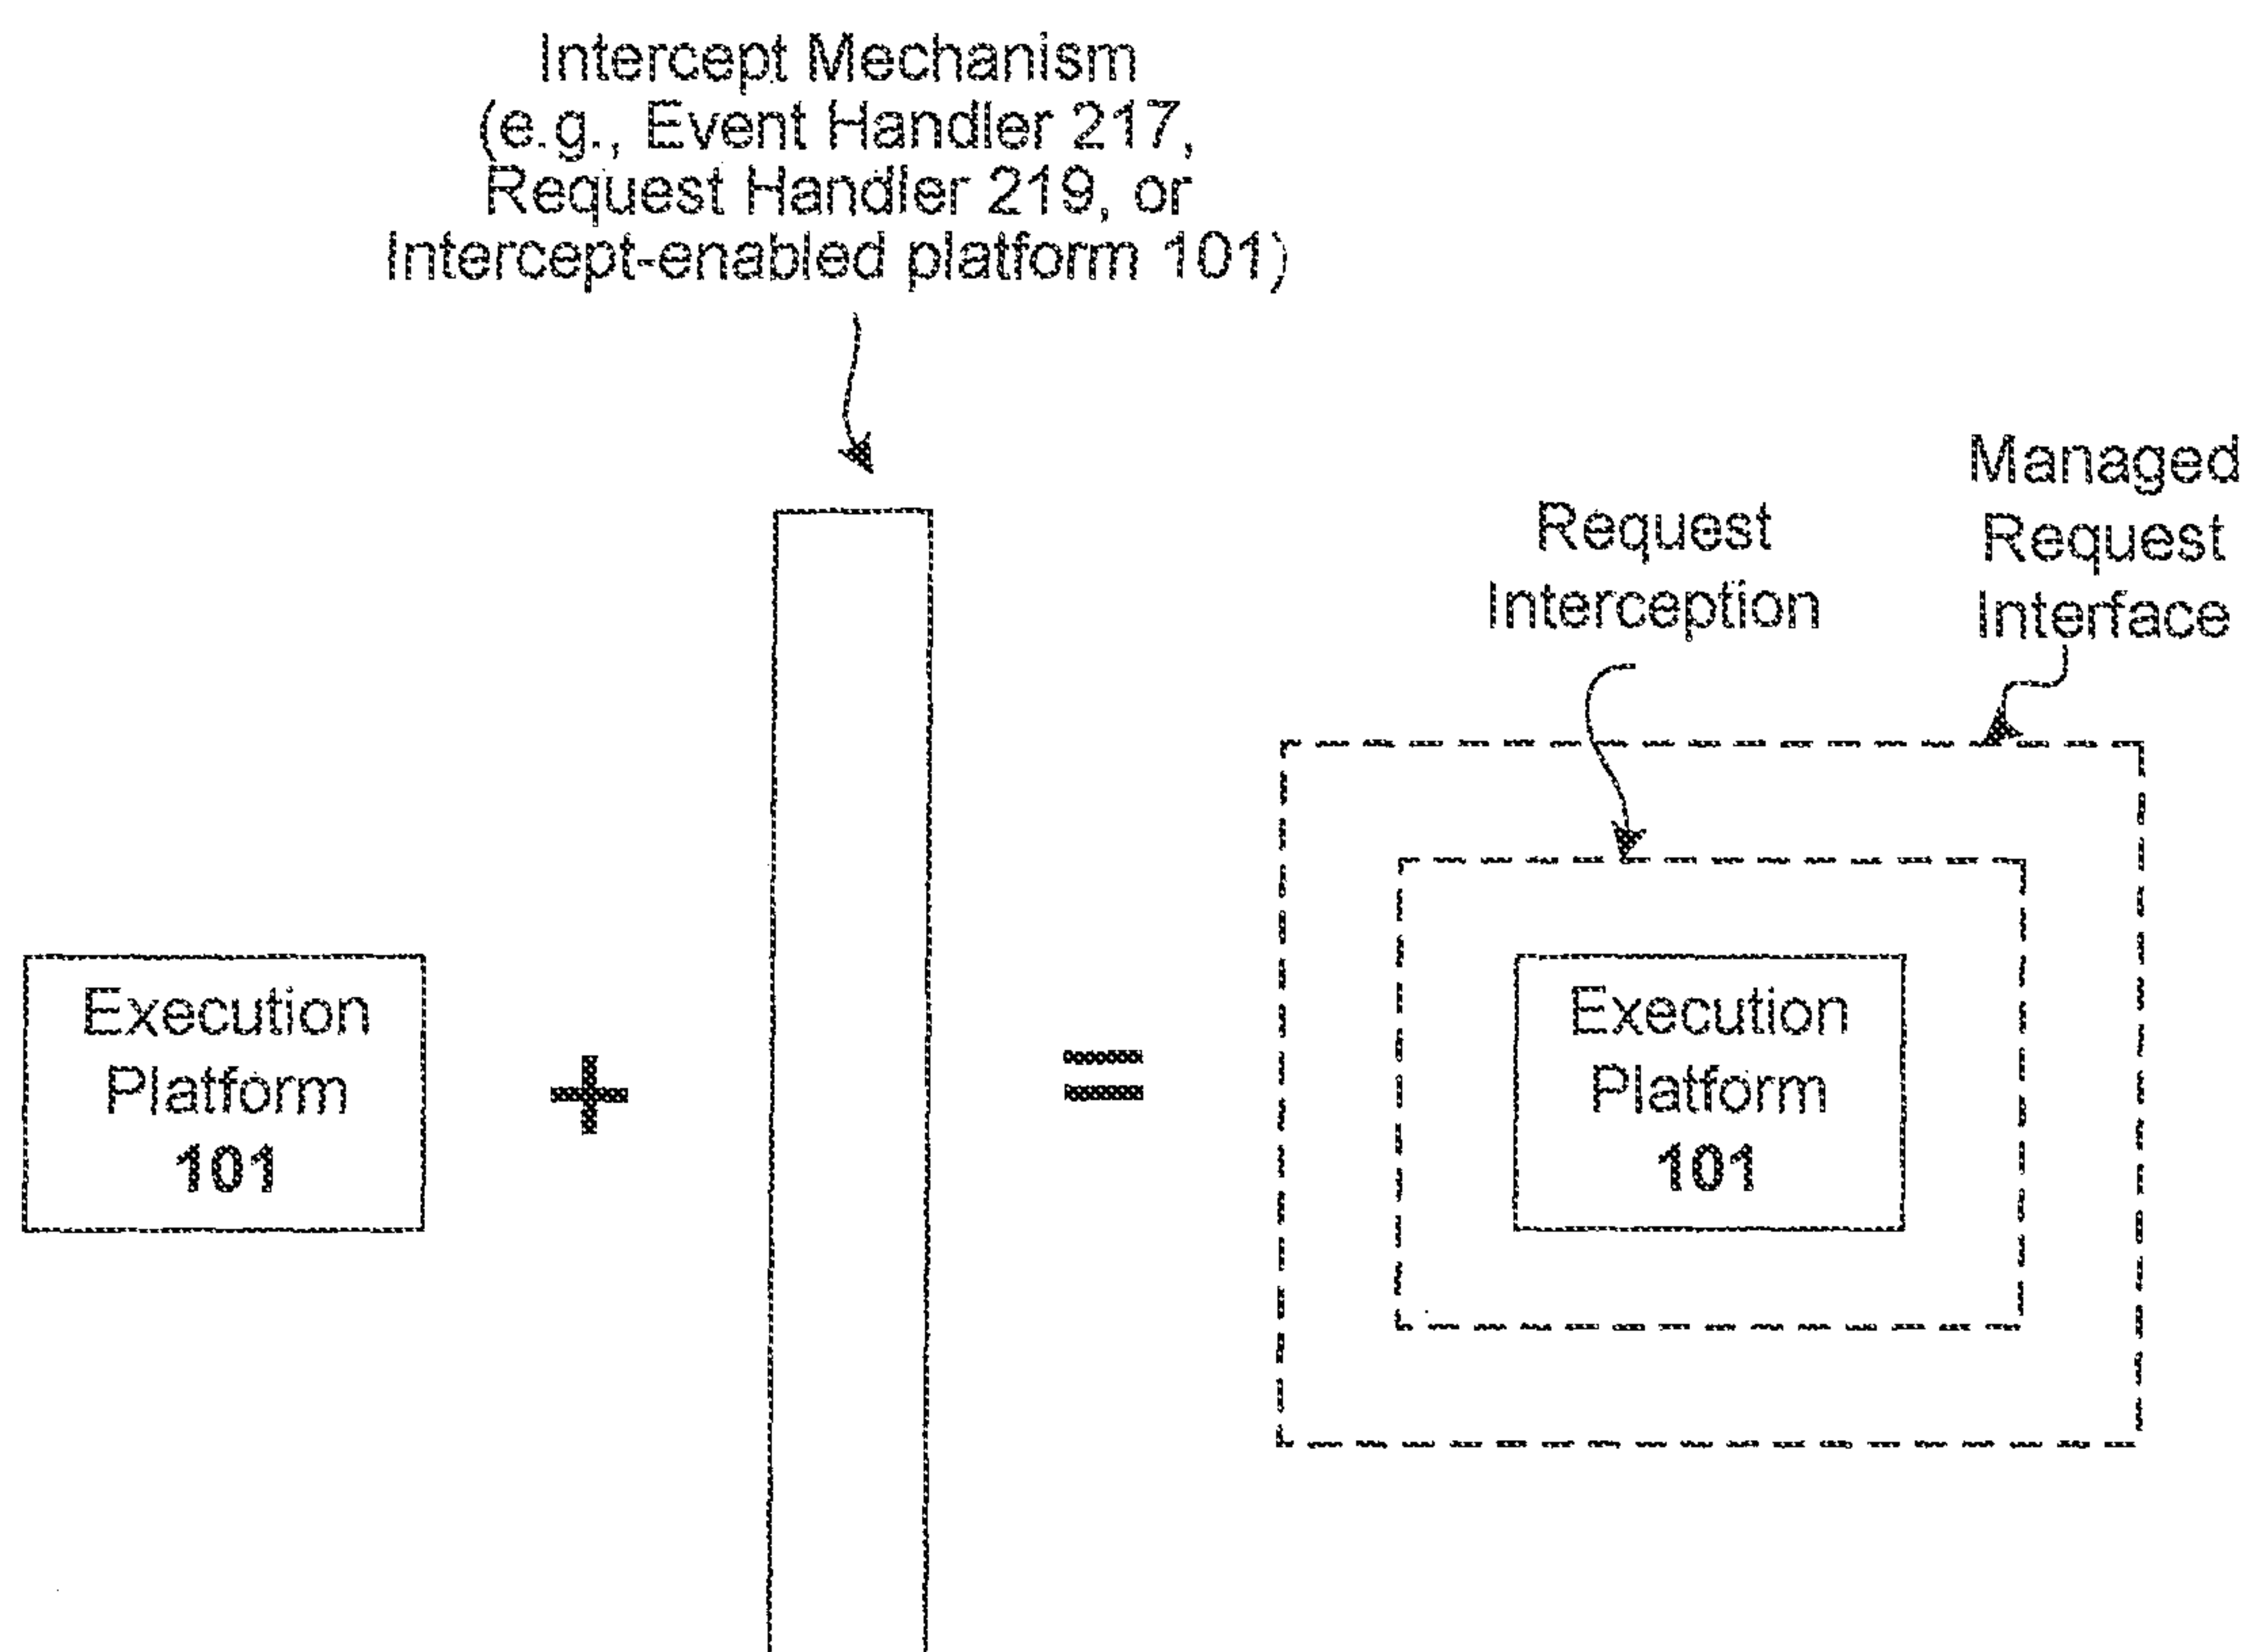 Intercept Mechanism
(e.g., Event Handler 217,
Request Handler 219, or
Intercept-enabled platform 101)
Managed
Request
Interface
Request
Interception
Execution
Platform
101
+
=
Execution
Platform
101